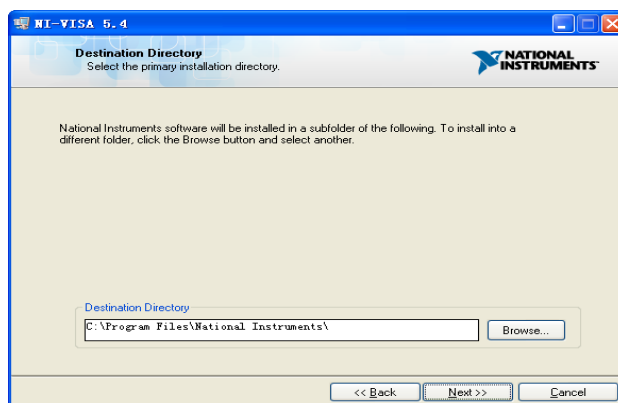 NI-VISA 5.4
Destination Directory
Select the primary installation directory.
NATIONAL
INSTRUMENTS™
National Instruments software will be installed in a subfolder of the following. To install into a
different folder, click the Browse button and select another.
Destination Directory
C:\Program Files\National Instruments\
Browse...
<< Back
Next >>
Cancel